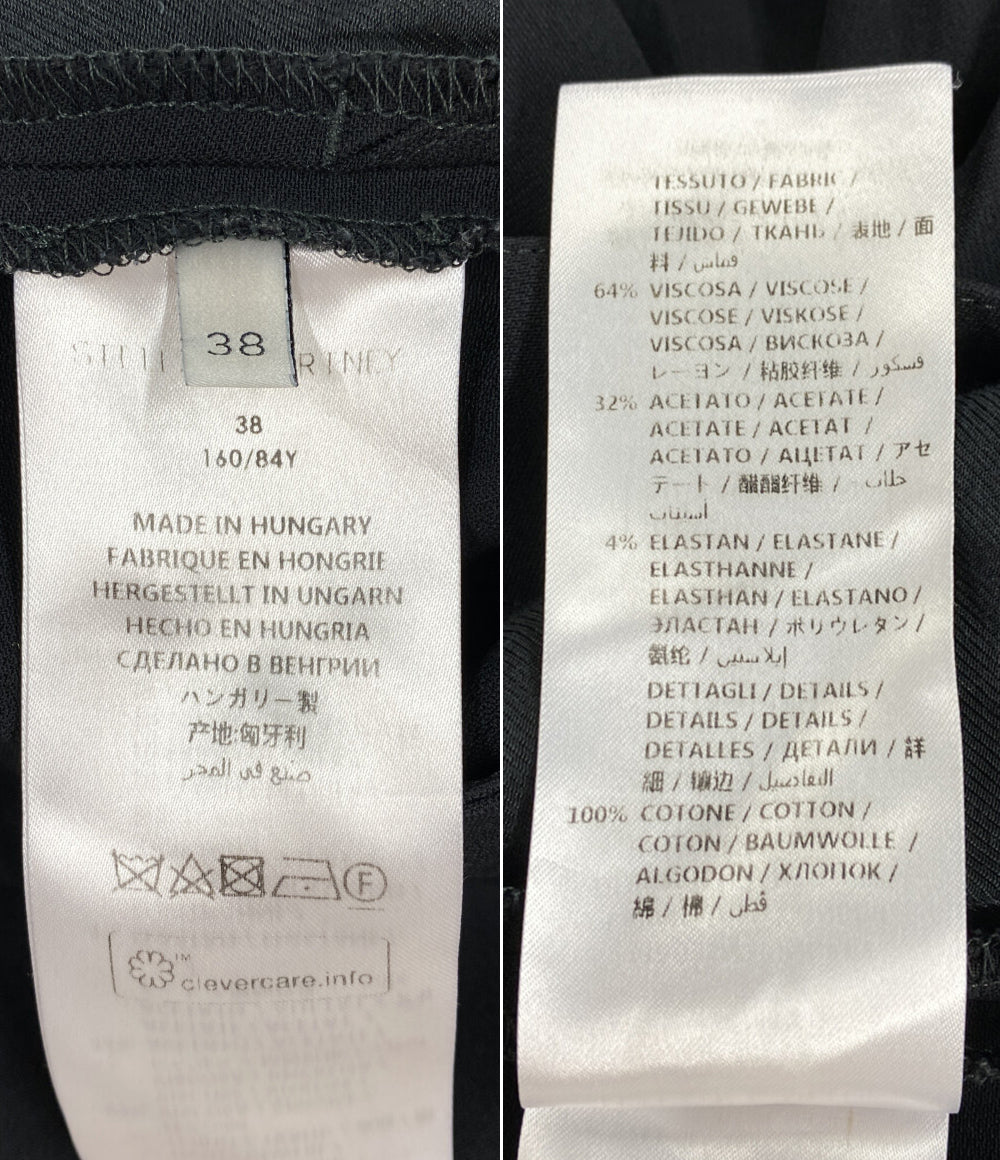 38
38
160/84Y
MADE IN HUNGARY
FABRIQUE EN HONGRIE
HERGESTELLT IN UNGARN
HECHO EN HUNGRIA
СДЕЛАНО В ВЕНГРИИ
ハンガリー製
产地:匈牙利
صنع في المجر
F
clevercare.info
TESSUTO / FABRIC /
TISSU / GEWEBE /
TEJIDO / ТКАНЬ / 表地 / 面
料 / قماش
64% VISCOSA / VISCOSE /
VISCOSE / VISKOSE /
VISCOSA / ВИСКОЗА /
レーヨン / 粘胶纤维 / فسكوز
32% ACETATO / ACETATE /
ACETATE / ACETAT /
ACETATO / АЦЕТАТ / アセ
テート / 醋酯纤维 /
4% ELASTAN / ELASTANE /
ELASTHANNE /
ELASTHAN / ELASTANO /
ЭЛАСТАН / ポリウレタン /
氨纶 /
DETTAGLI / DETAILS /
DETAILS / DETAILS /
DETALLES / ДЕТАЛИ / 詳
細 / 镶边 / التفاصيل
100% COTONE / COTTON /
COTON / BAUMWOLLE /
ALGODON / ХЛОПОК /
綿 / 棉 / قطن